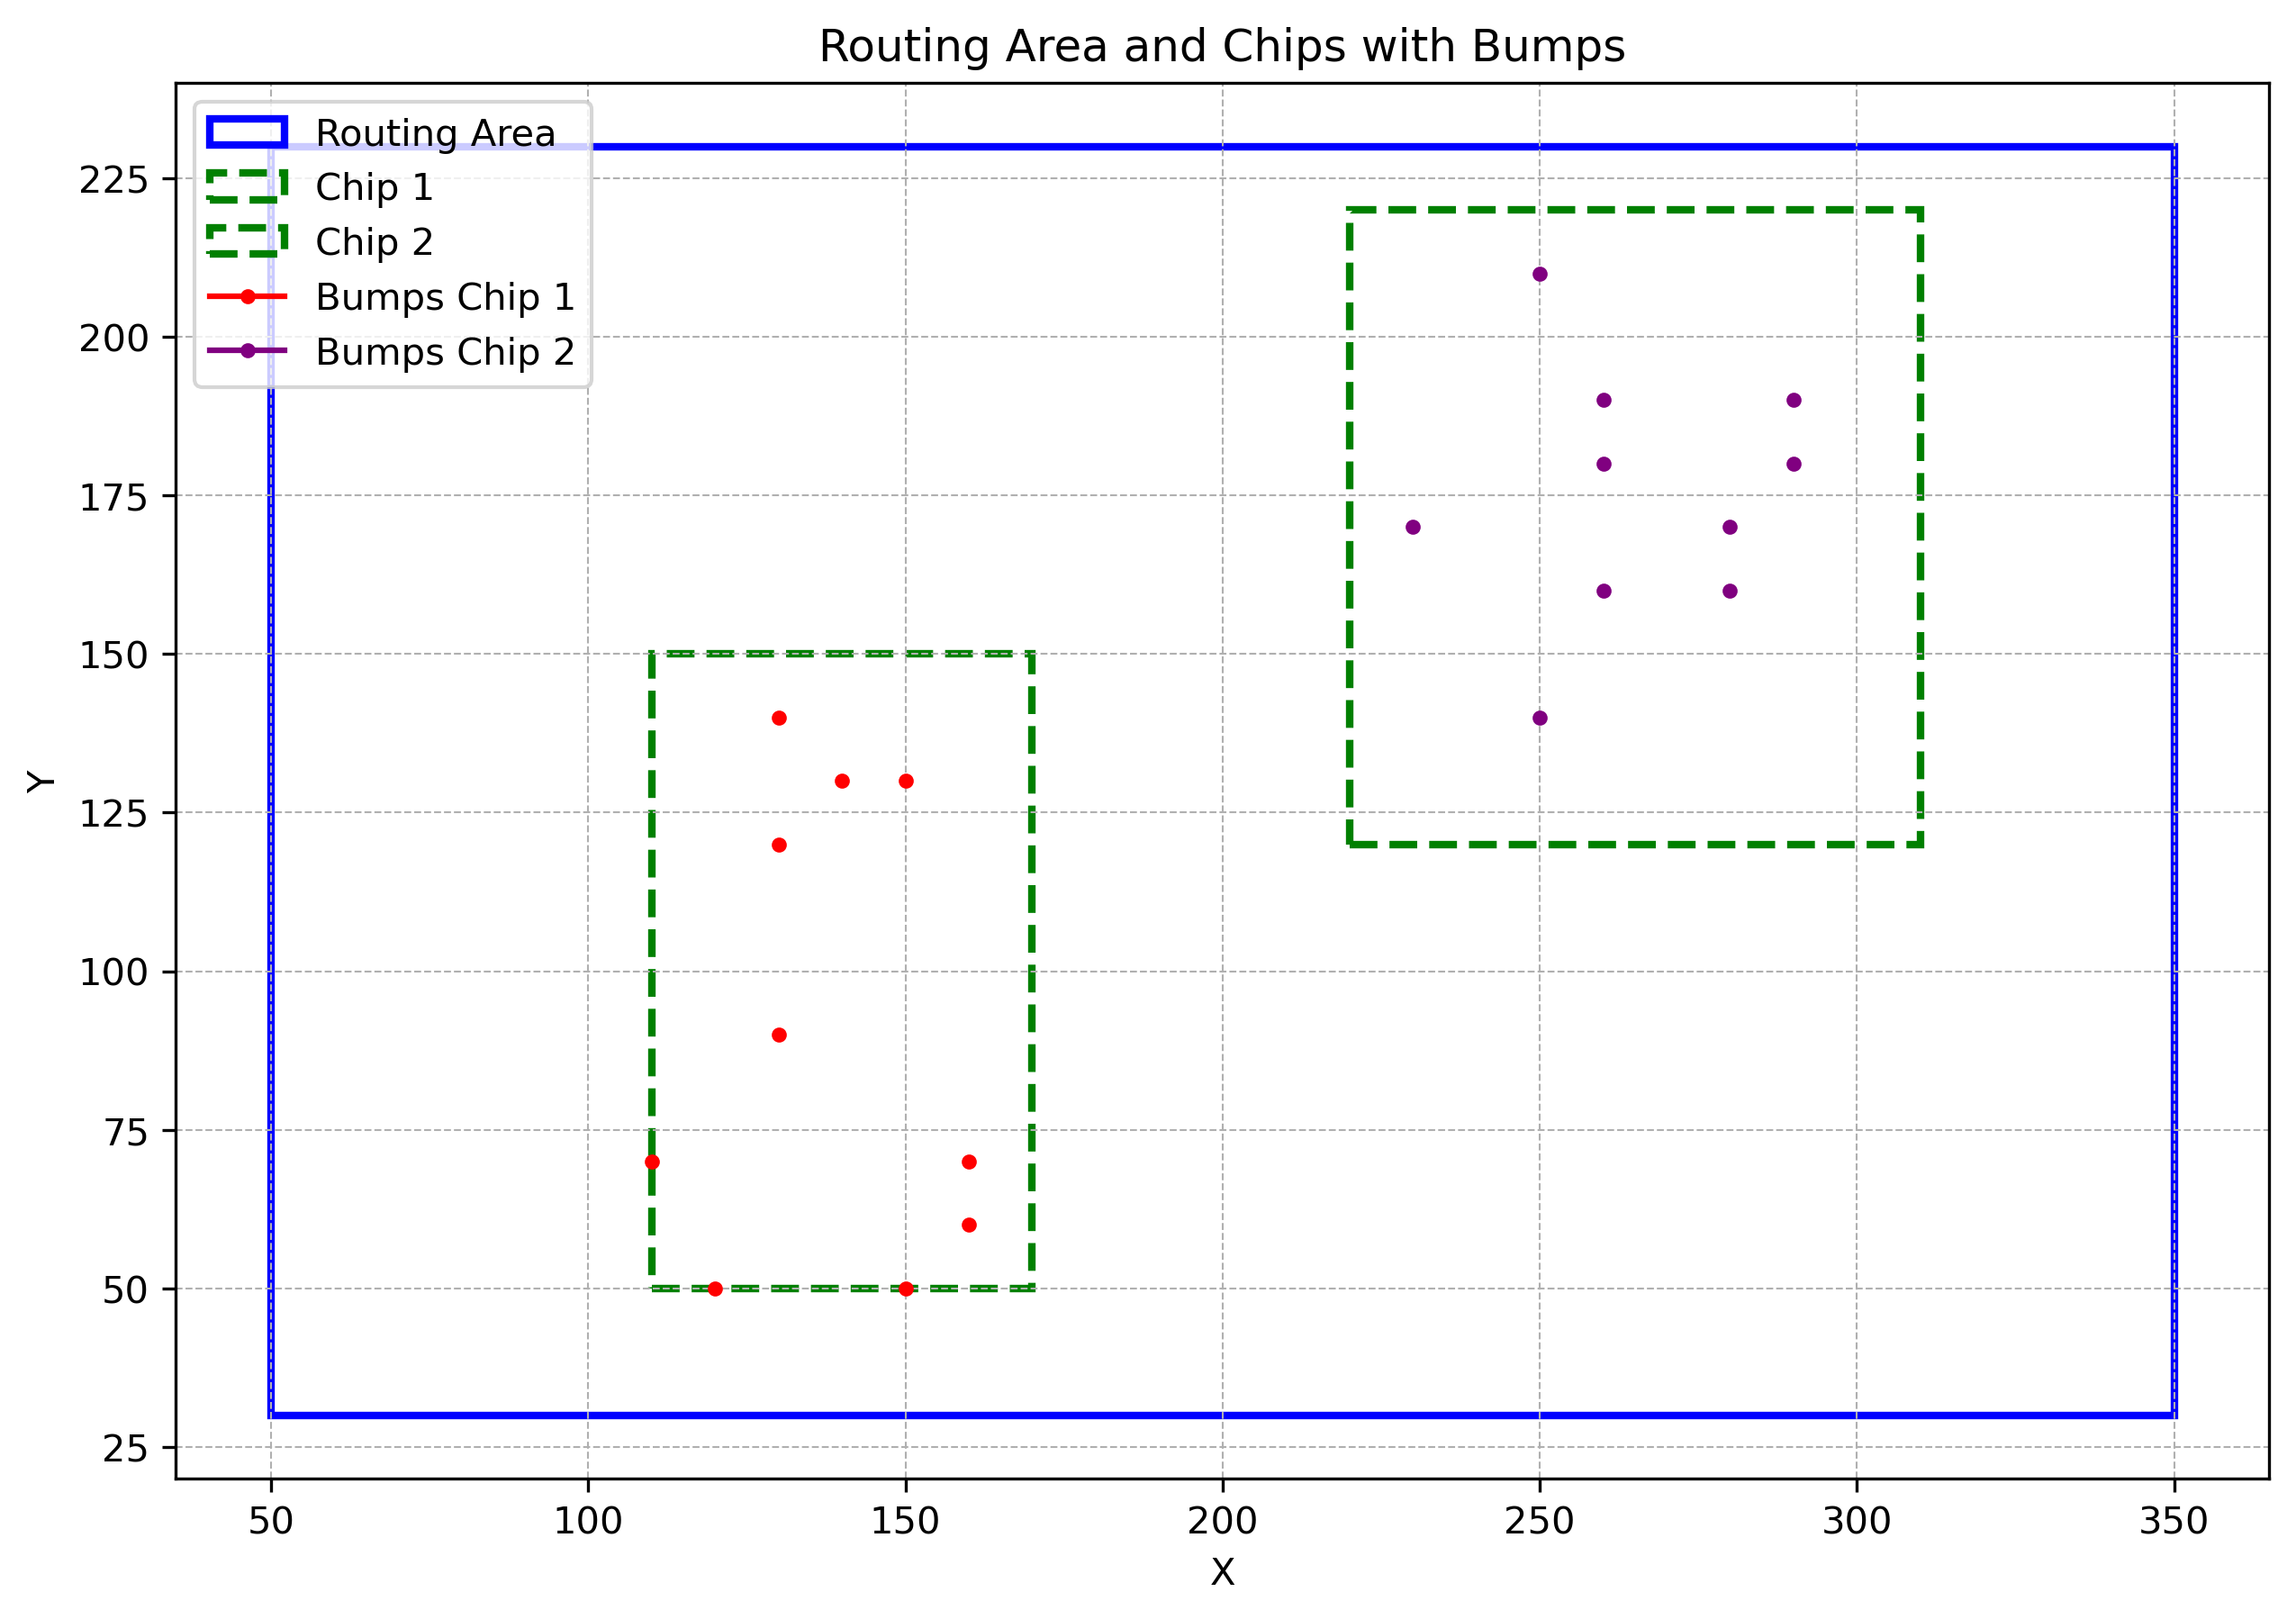 Routing Area and Chips with Bumps
Routing Area
Chip 1
Chip 2
Bumps Chip 1
Bumps Chip 2
Y
225
200
175
150
125
100
75
50
25
50 100 150 200 250 300 350
X